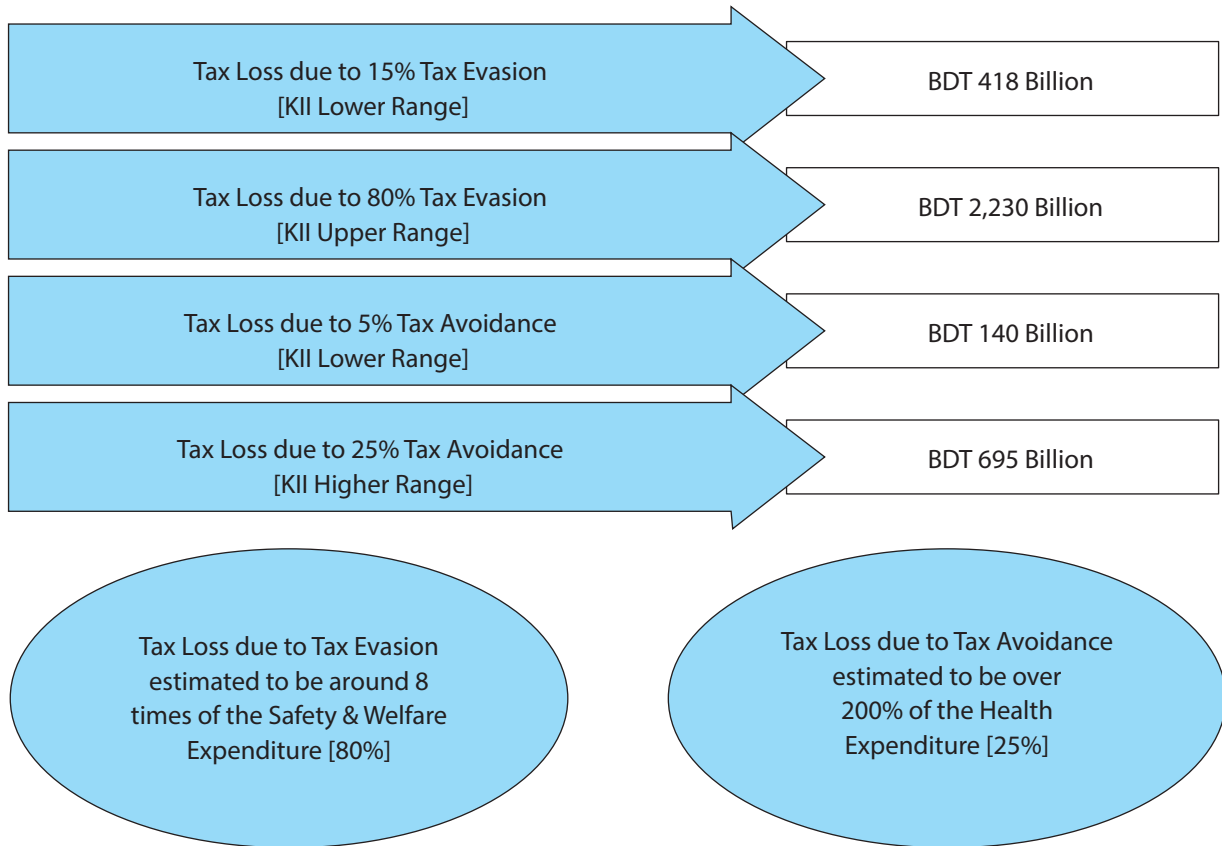 Tax Loss due to 15% Tax Evasion
[KII Lower Range]
BDT 418 Billion
Tax Loss due to 80% Tax Evasion
[KII Upper Range]
BDT 2,230 Billion
Tax Loss due to 5% Tax Avoidance
[KII Lower Range]
BDT 140 Billion
Tax Loss due to 25% Tax Avoidance
[KII Higher Range]
BDT 695 Billion
Tax Loss due to Tax Evasion
estimated to be around 8
times of the Safety & Welfare
Expenditure [80%]
Tax Loss due to Tax Avoidance
estimated to be over
200% of the Health
Expenditure [25%]